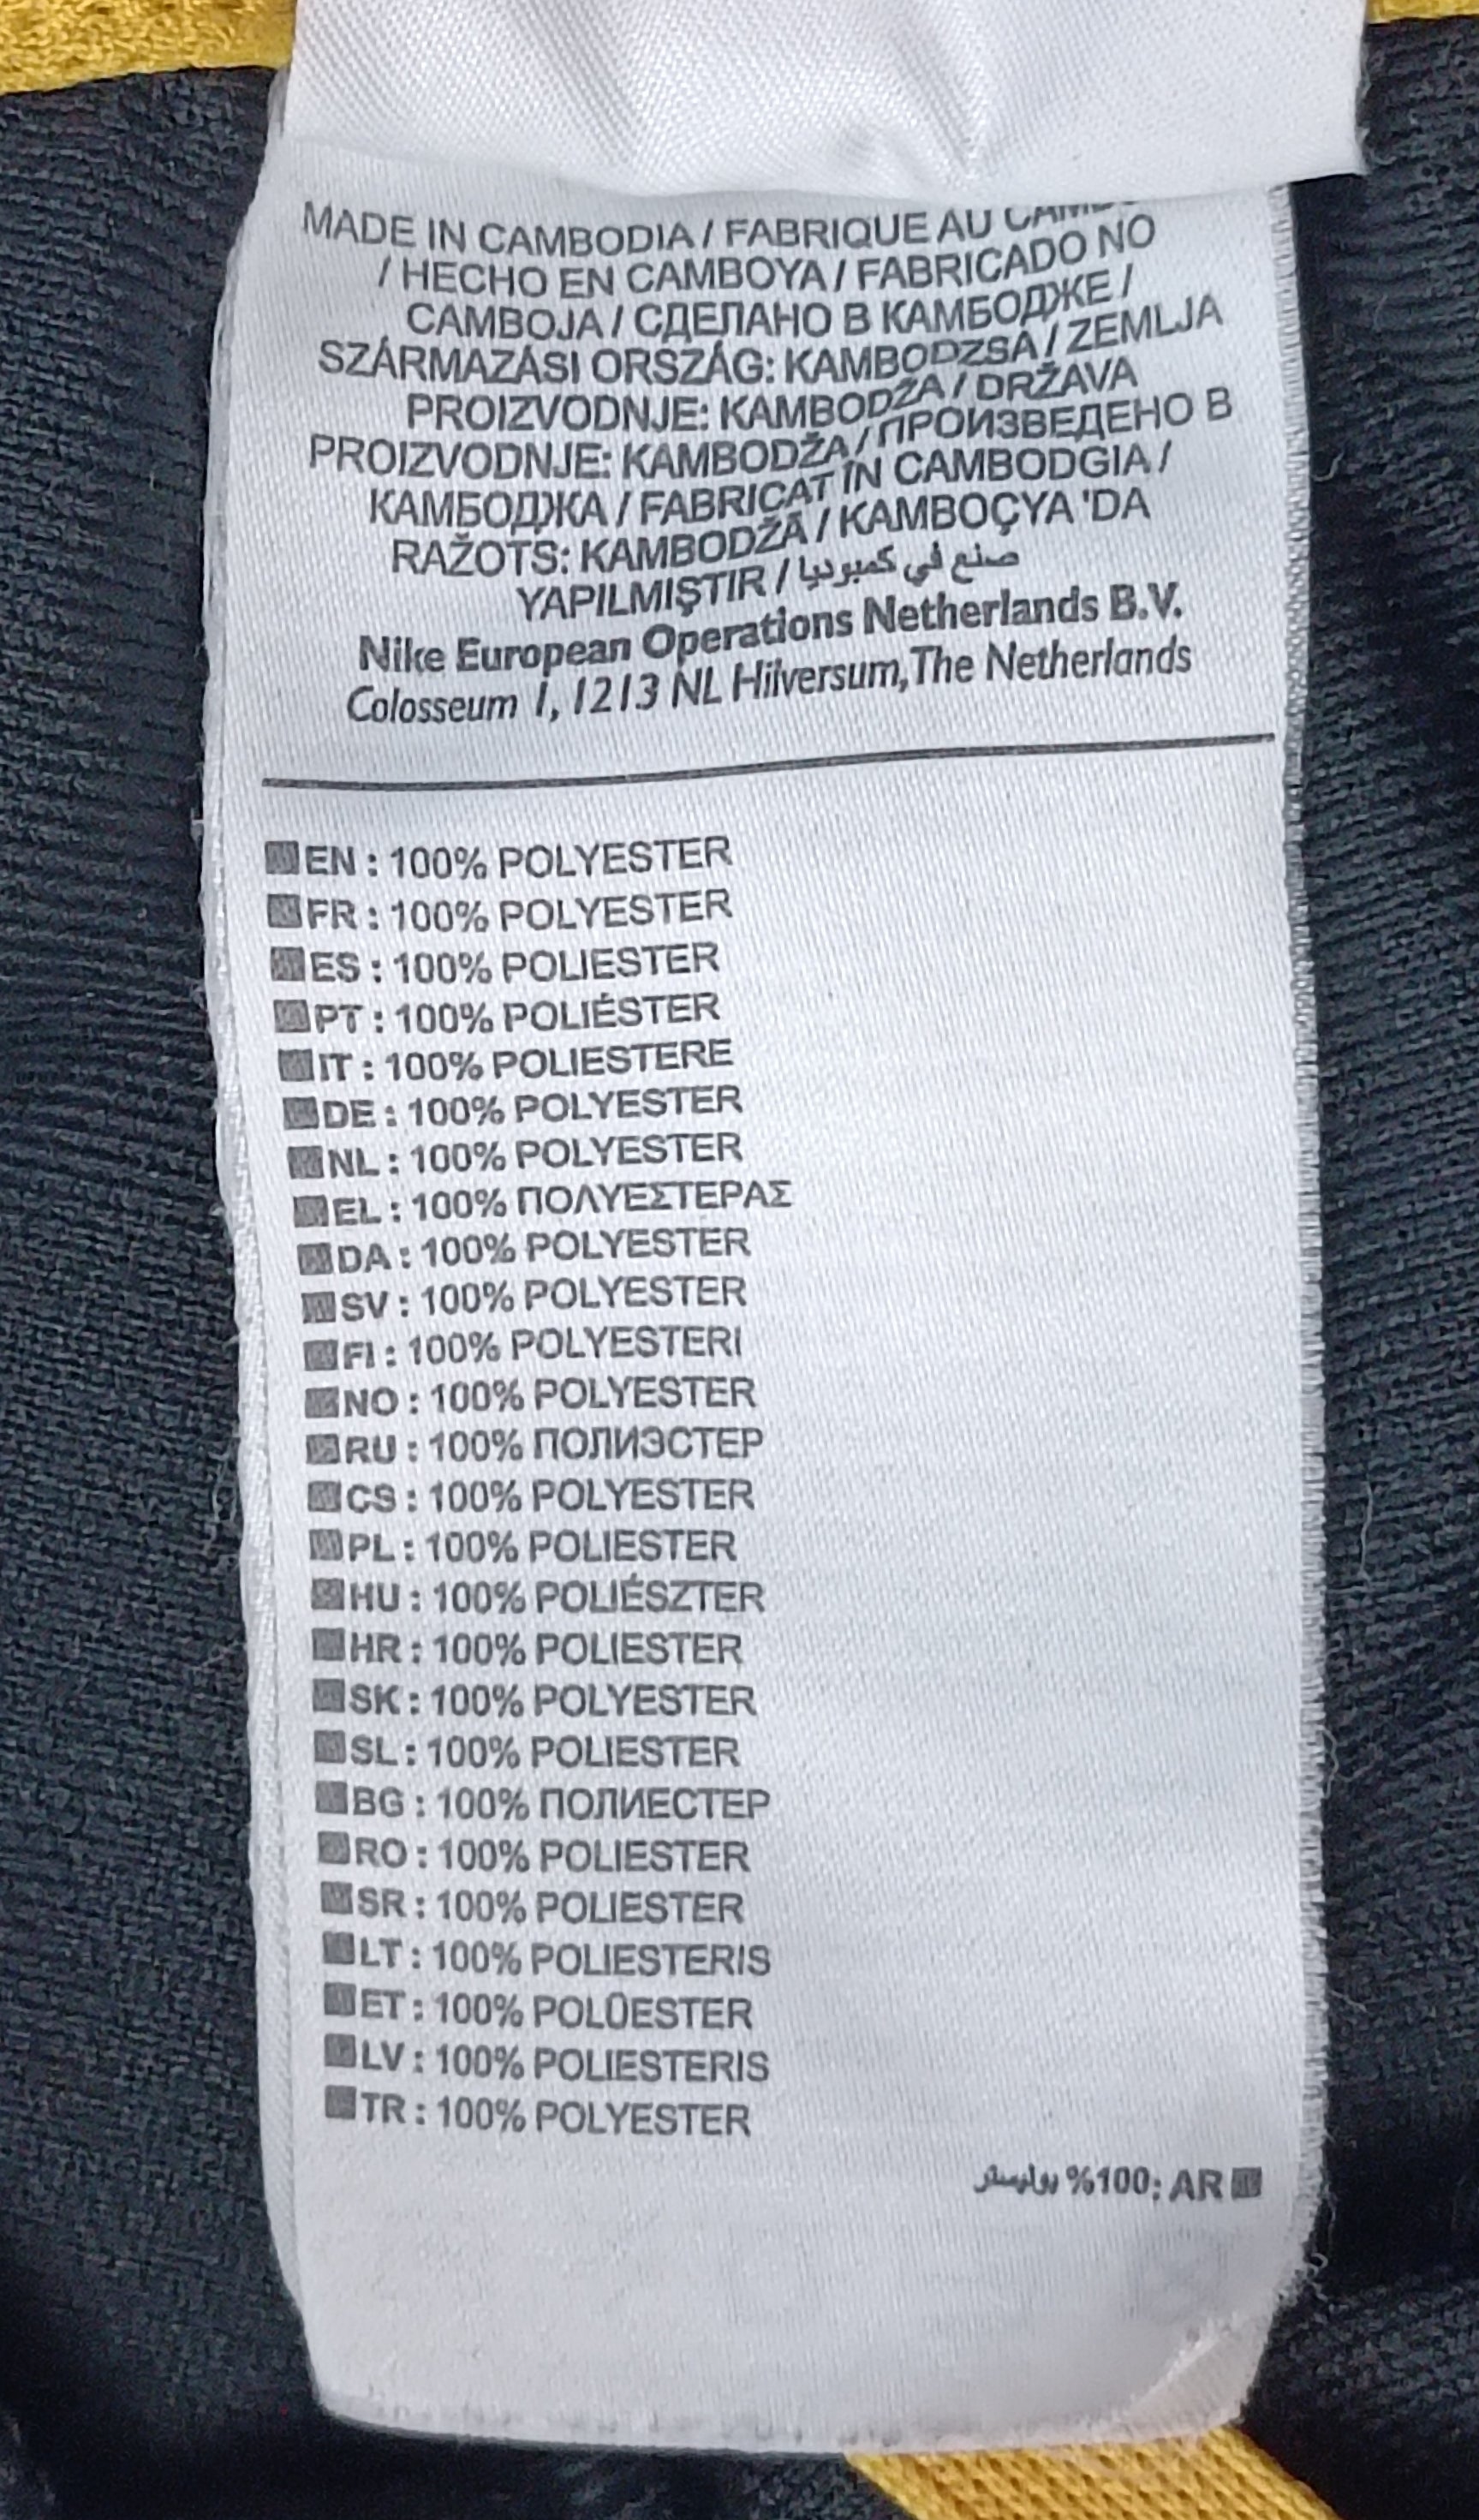 MADE IN CAMBODIA / FABRIQUE AU
/ HECHO EN CAMBOYA / FABRICADO NO
CAMBOJA / СДЕЛАНО В КАМБОДЖЕ /
SZÁRMAZÁSI ORSZÁG: KAMBODZSA / ZEMLJA
PROIZVODNJE: KAMBODŽA / DRŽAVA
PROIZVODNJE: KAMBODŽA / ПРОИЗВЕДЕНО В
КАМБОДЖА / FABRICAT ÎN CAMBODGIA /
RAŽOTS: KAMBODŽĀ / KAMBOÇYA 'DA
YAPILMIŞTIR / صنع في كمبوديا
Nike European Operations Netherlands B.V.
Colosseum 1, 1213 NL Hilversum, The Netherlands
EN : 100% POLYESTER
FR : 100% POLYESTER
ES : 100% POLIESTER
PT : 100% POLIÉSTER
IT : 100% POLIESTERE
DE : 100% POLYESTER
NL : 100% POLYESTER
EL : 100% ΠΟΛΥΕΣΤΕΡΑΣ
DA : 100% POLYESTER
SV : 100% POLYESTER
FI : 100% POLYESTERI
NO : 100% POLYESTER
RU : 100% ПОЛИЭСТЕР
CS : 100% POLYESTER
PL : 100% POLIESTER
HU : 100% POLIÉSZTER
HR : 100% POLIESTER
SK : 100% POLYESTER
SL : 100% POLIESTER
BG : 100% ПОЛИЕСТЕР
RO : 100% POLIESTER
SR : 100% POLIESTER
LT : 100% POLIESTERIS
ET : 100% POLÜESTER
LV : 100% POLIESTERIS
TR : 100% POLYESTER
AR :100% بوليستر